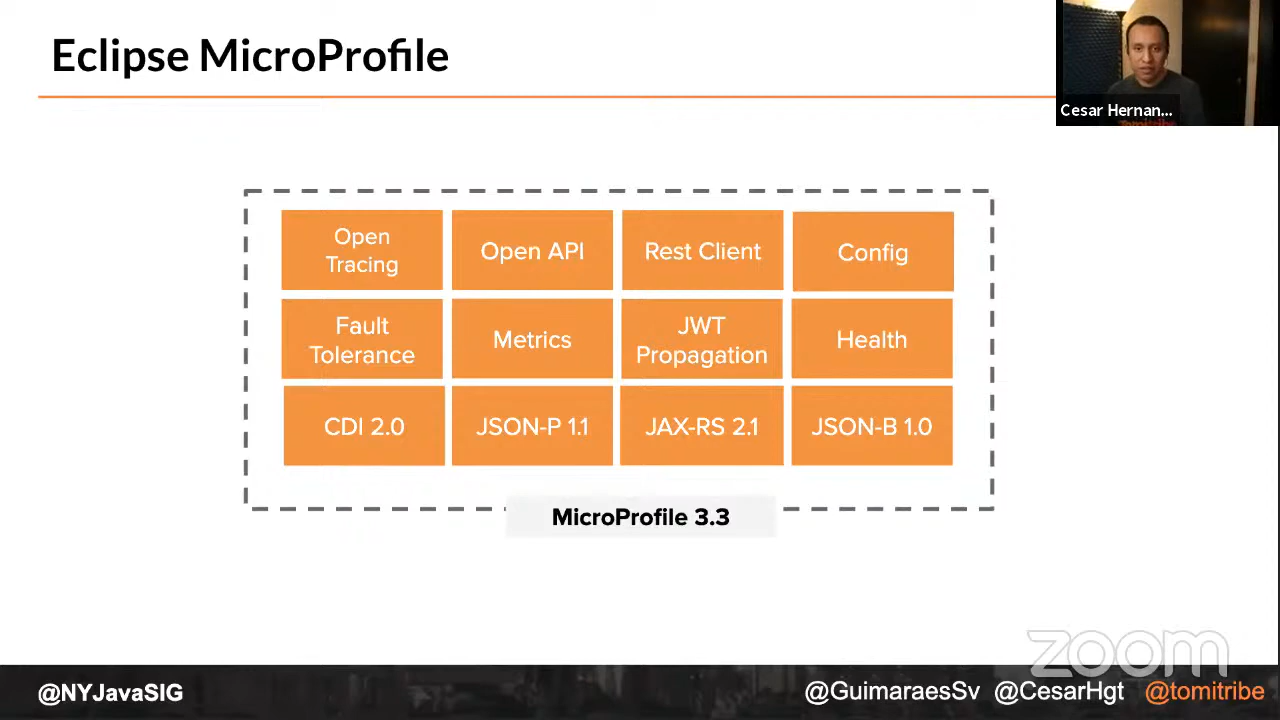 Eclipse MicroProfile
Cesar Hernan...
Open
Tracing
Open API
Rest Client
Config
Fault
Tolerance
Metrics
JWT
Propagation
Health
CDI 2.0
JSON-P 1.1
JAX-RS 2.1
JSON-B 1.0
MicroProfile 3.3
zoom
@NYJavaSIG
@GuimaraesSv @CesarHgt @tomitribe